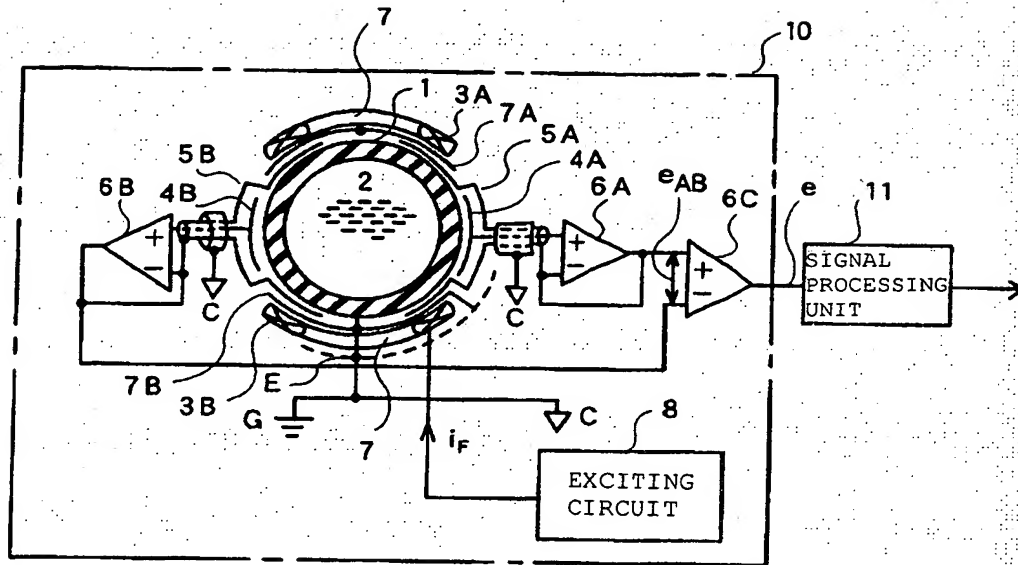 7
10
1
3A
7A
5A
4A
5B
4B
6B
2
6A
eAB
6C
e
11
+
−
+
−
+
−
SIGNAL
PROCESSING
UNIT
C
C
7B
E
3B
G
7
iF
C
8
EXCITING
CIRCUIT